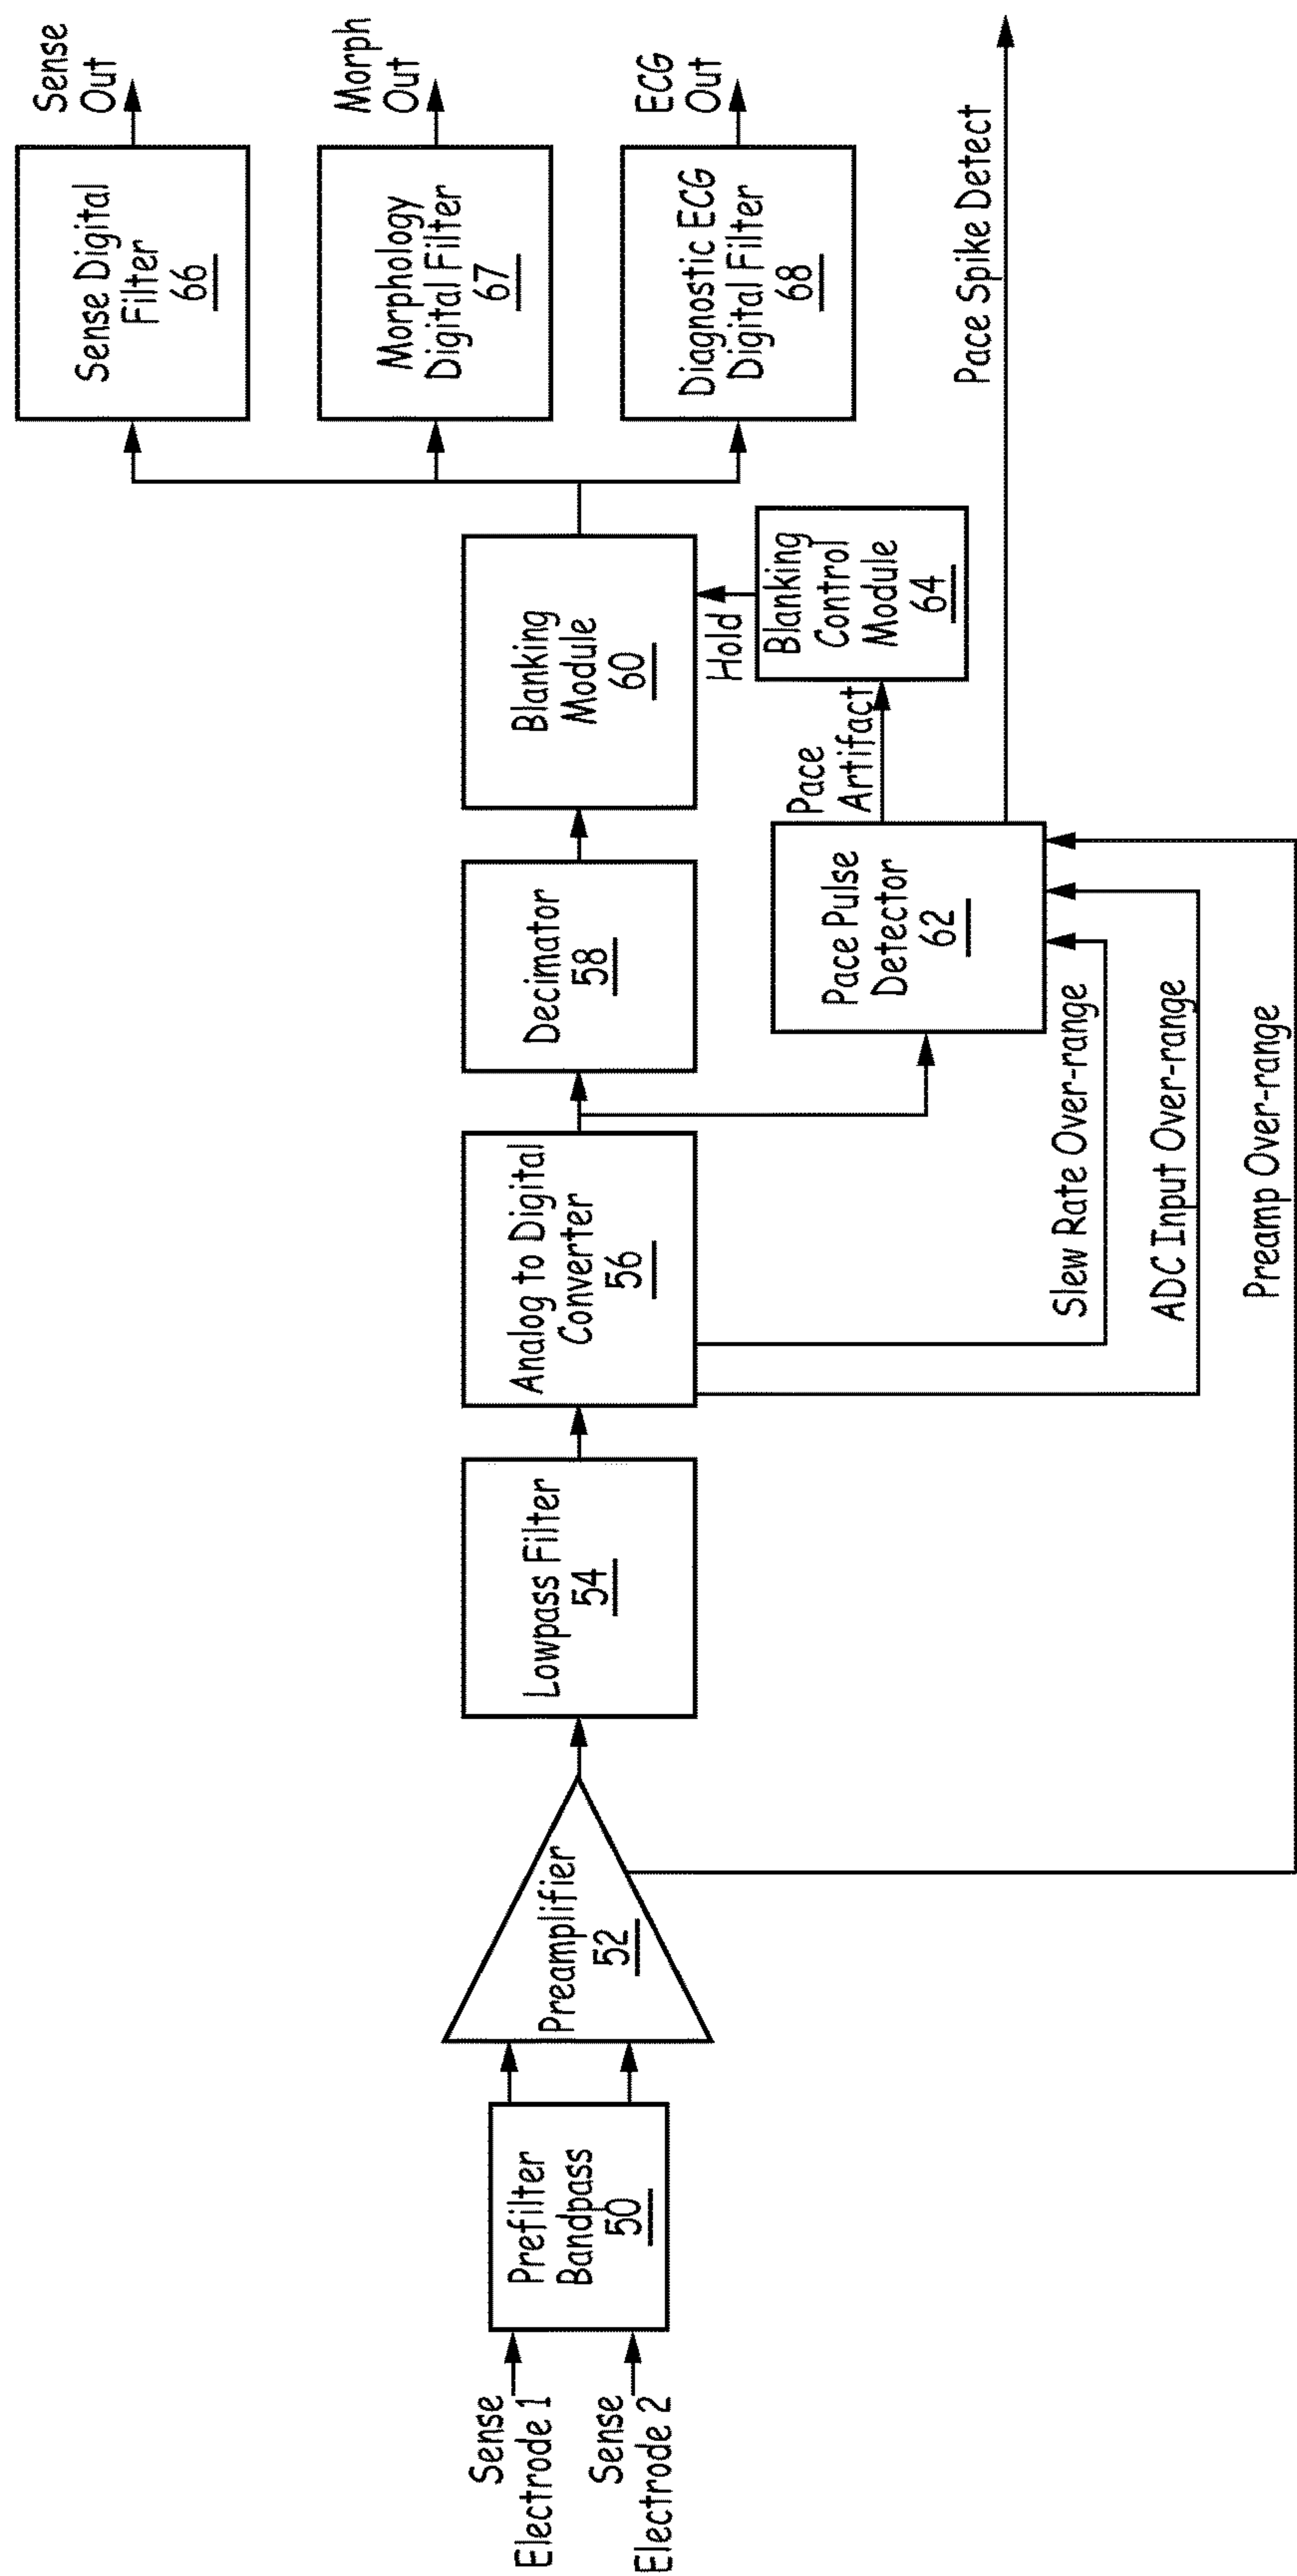 Sense
Electrode 1
Sense
Electrode 2
Prefilter
Bandpass
50
Preamplifier
52
Lowpass Filter
54
Analog to Digital
Converter
56
Decimator
58
Blanking
Module
60
Hold
Blanking
Control
Module
64
Pace
Artifact
Pace Pulse
Detector
62
Slew Rate Over-range
ADC Input Over-range
Preamp Over-range
Pace Spike Detect
Sense Digital
Filter
66
Sense
Out
Morphology
Digital Filter
67
Morph
Out
Diagnostic ECG
Digital Filter
68
ECG
Out